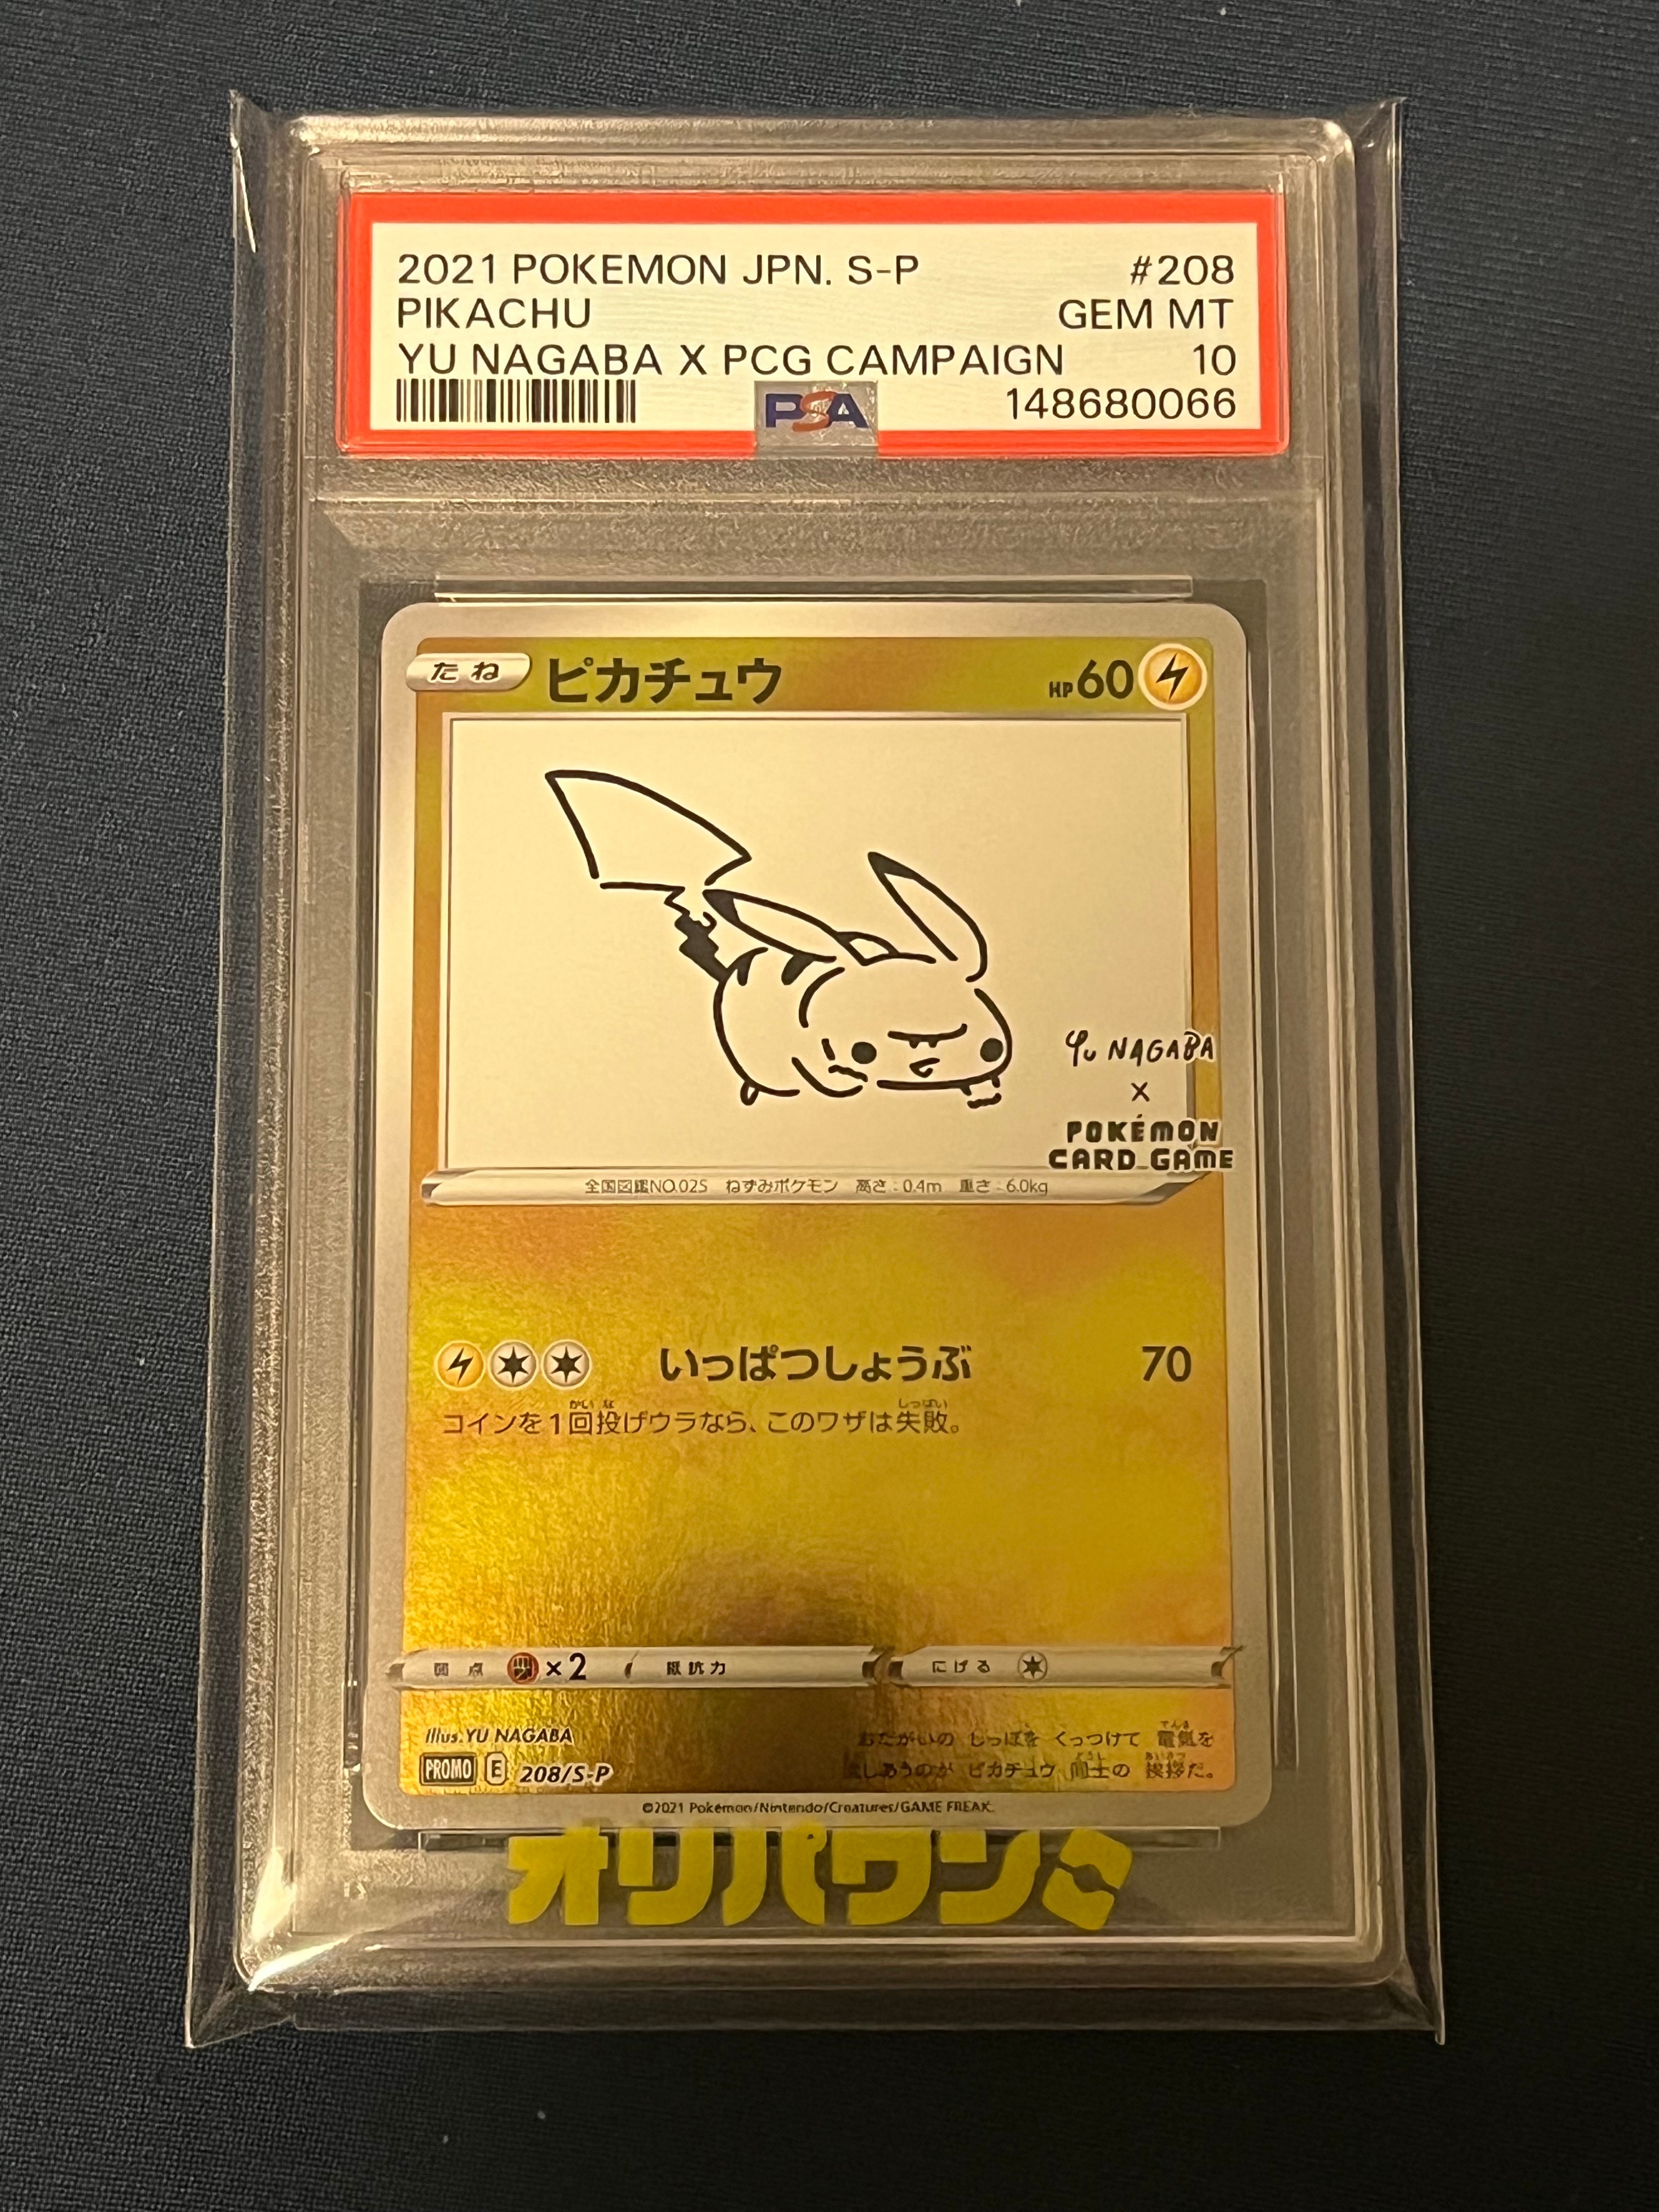 2021 POKEMON JPN. S-P #208
PIKACHU GEM MT
YU NAGABA X PCG CAMPAIGN 10
PSA 148680066
たね ピカチュウ HP60
YU NAGABA
×
POKÉMON
CARD GAME
全国図鑑NO.025 ねずみポケモン 高さ:0.4m 重さ:6.0kg
いっぱつしょうぶ 70
コインを1回投げウラなら、このワザは失敗。
弱点 ×2 抵抗力 にげる
Illus. YU NAGABA
おたがいの しっぽを くっつけて 電気を
PROMO E 208/S-P
流しあうのが ピカチュウ 同士の 挨拶だ。
©2021 Pokémon/Nintendo/Creatures/GAME FREAK.
オリパワン